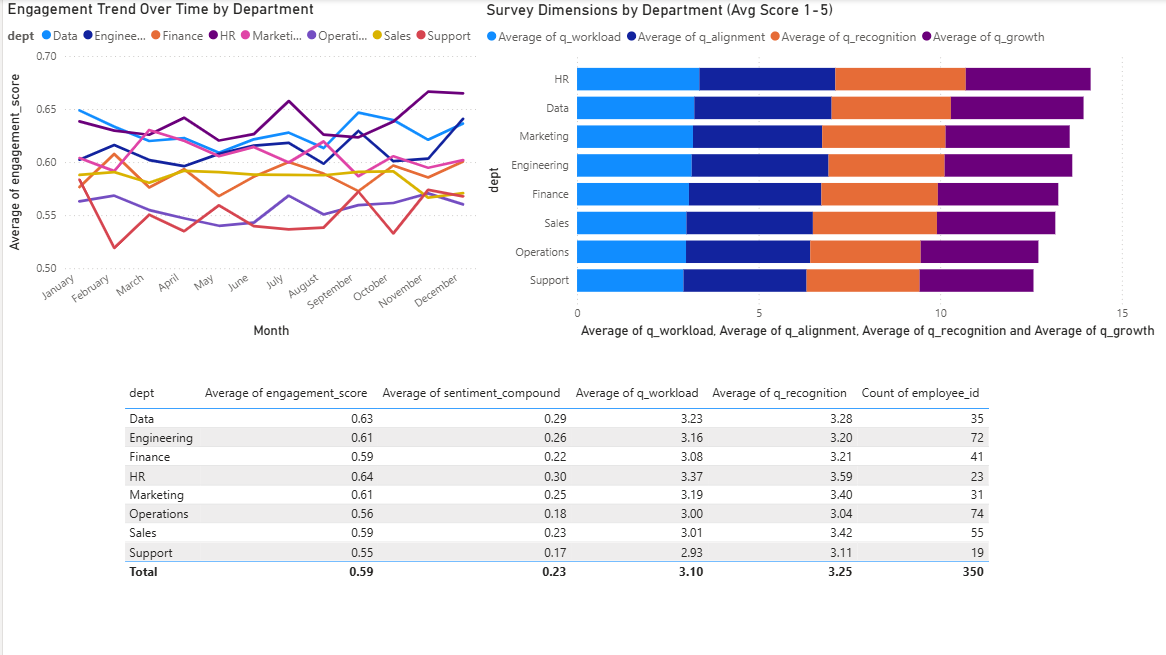 Engagement Trend Over Time by Department
dept Data Enginee... Finance HR Marketi... Operati... Sales Support
0.70
0.65
0.60
0.55
0.50
Average of engagement_score
January February March April May June July August September October November December
Month
Survey Dimensions by Department (Avg Score 1-5)
Average of q_workload Average of q_alignment Average of q_recognition Average of q_growth
dept
HR
Data
Marketing
Engineering
Finance
Sales
Operations
Support
0 5 10 15
Average of q_workload, Average of q_alignment, Average of q_recognition and Average of q_growth
dept Average of engagement_score Average of sentiment_compound Average of q_workload Average of q_recognition Count of employee_id
Data 0.63 0.29 3.23 3.28 35
Engineering 0.61 0.26 3.16 3.20 72
Finance 0.59 0.22 3.08 3.21 41
HR 0.64 0.30 3.37 3.59 23
Marketing 0.61 0.25 3.19 3.40 31
Operations 0.56 0.18 3.00 3.04 74
Sales 0.59 0.23 3.01 3.42 55
Support 0.55 0.17 2.93 3.11 19
Total 0.59 0.23 3.10 3.25 350